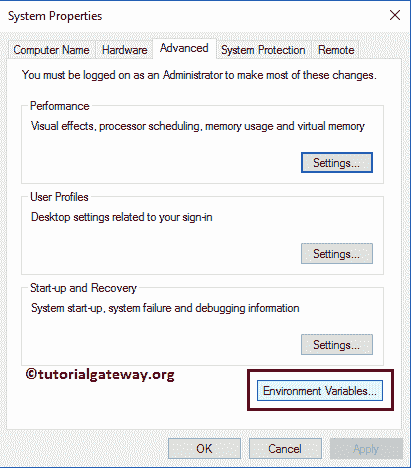 System Properties
Computer Name Hardware Advanced System Protection Remote
You must be logged on as an Administrator to make most of these changes.
Performance
Visual effects, processor scheduling, memory usage and virtual memory
Settings...
User Profiles
Desktop settings related to your sign-in
Settings...
Start-up and Recovery
System start-up, system failure and debugging information
Settings...
©tutorialgateway.org
Environment Variables...
OK Cancel Apply